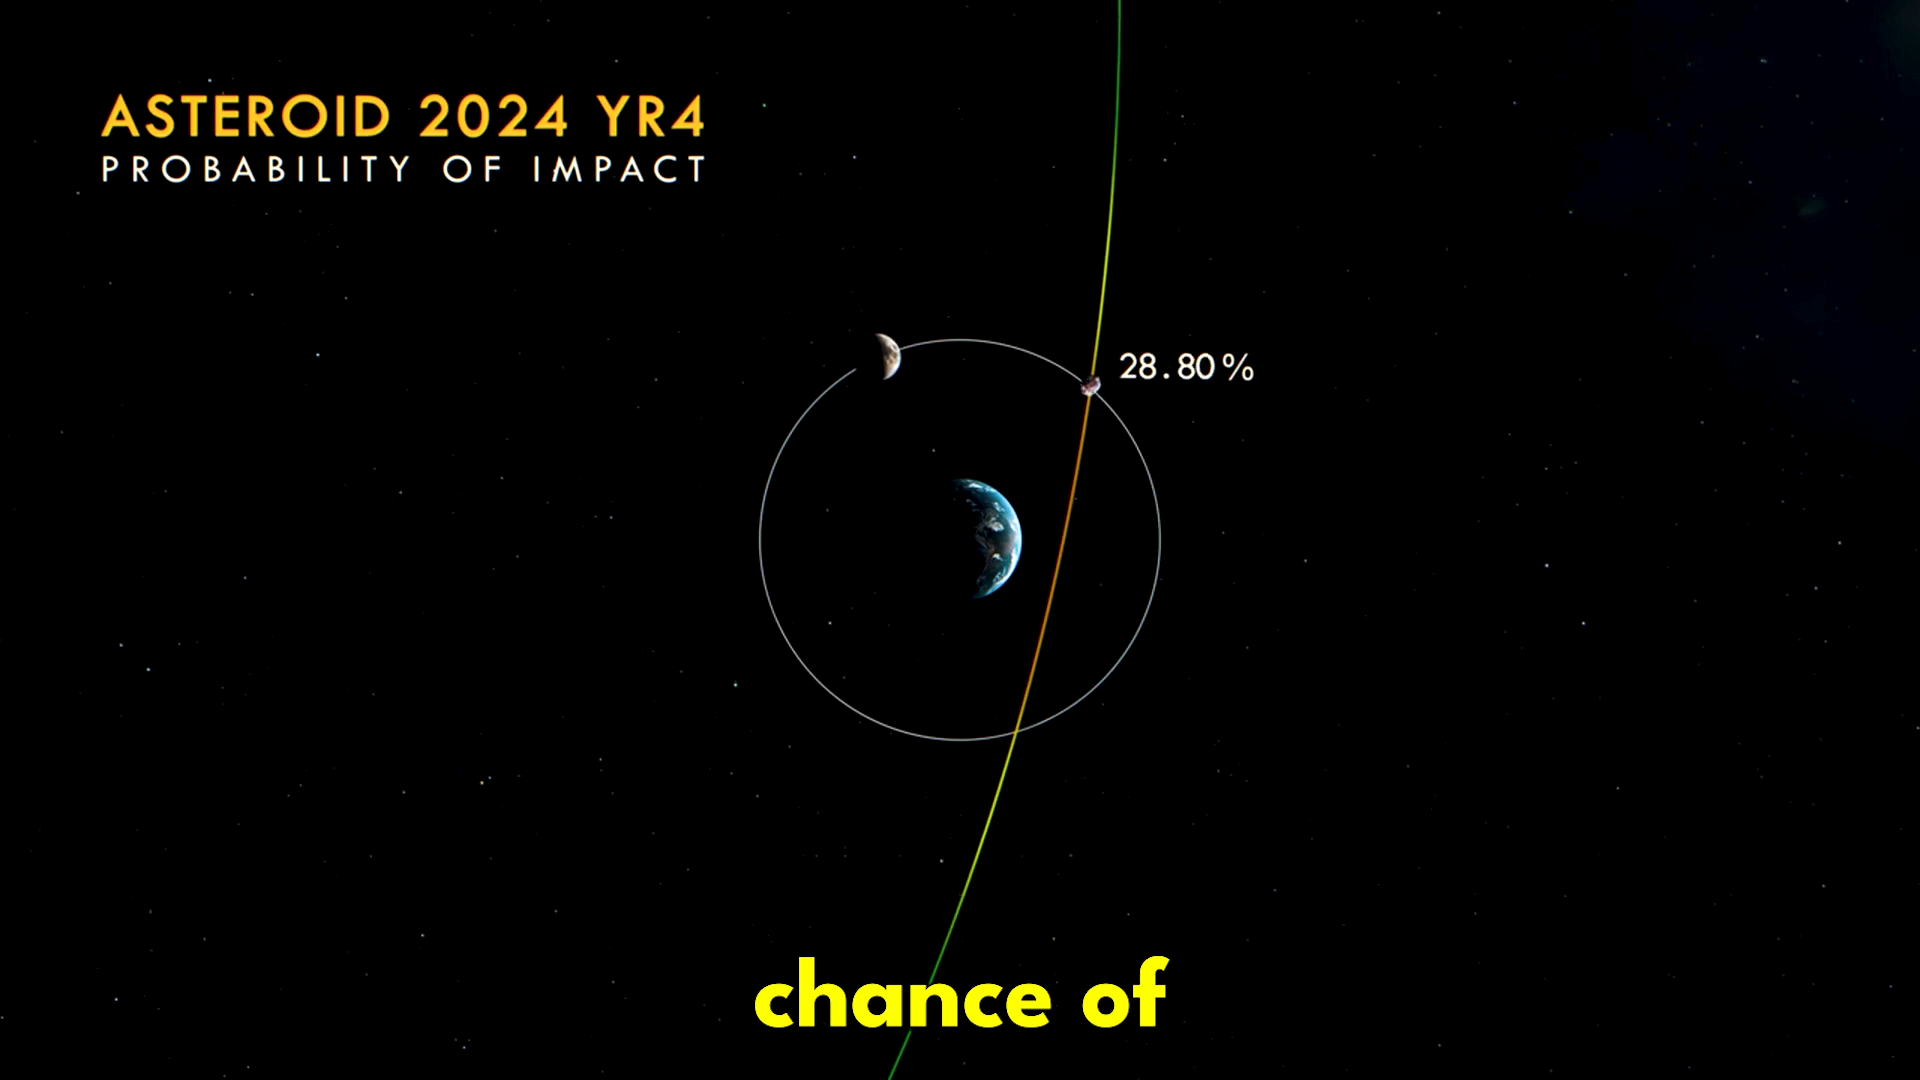 ASTEROID 2024 YR4
PROBABILITY OF IMPACT
28.80%
chance of